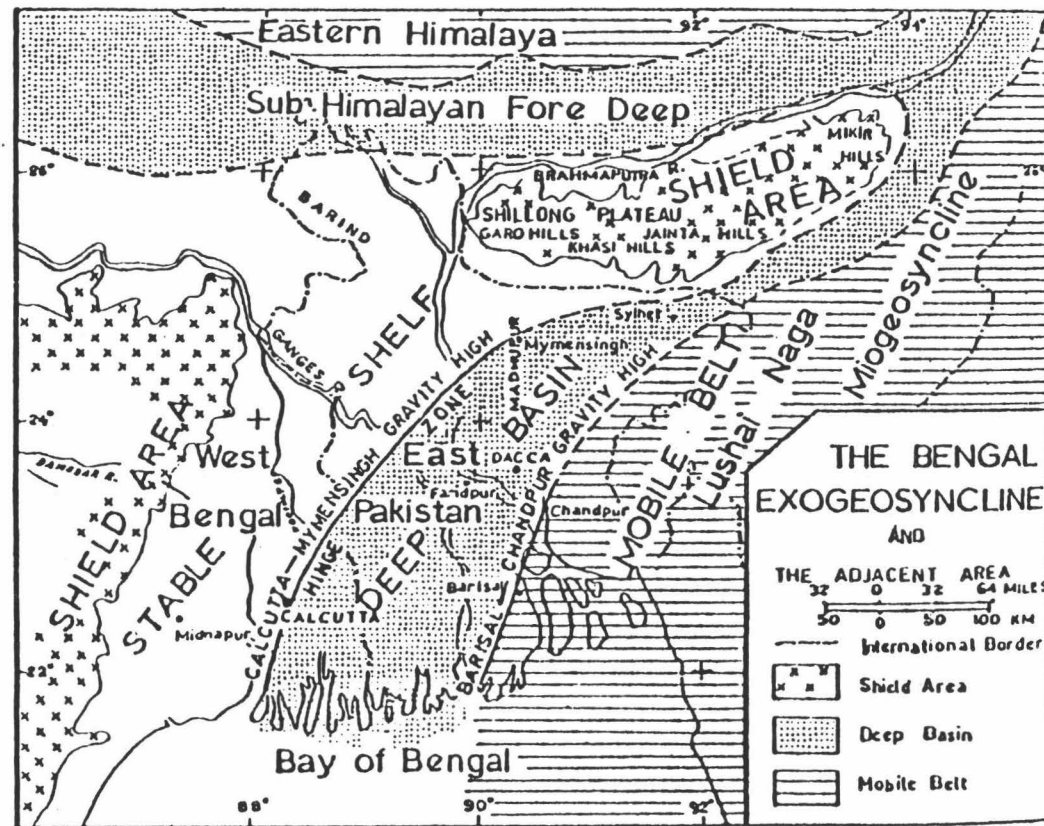 Eastern Himalaya
92°
94°
Sub-Himalayan Fore Deep
MIKIR
HILLS
26°
26°
BRAHMAPUTRA R.
SHIELD
AREA
BARIND
SHILLONG PLATEAU
GARO HILLS JAINTA HILLS
KHASI HILLS
SHELF
Sylhet
GANGES R
Mymensingh
MADHUPUR
MOBILE BELT
Lushai Naga
Miogeosyncline
24°
CALCUTTA-MYMENSINGH GRAVITY HIGH
HINGE ZONE
BASIN
BARISAL CHANDPUR GRAVITY HIGH
SHIELD AREA
West
East
DACCA
DAMODAR R.
Faridpur
Bengal
Pakistan
Chandpur
DEEP
STABLE
Barisal
CALCUTTA
Midnapur
22°
Bay of Bengal
88°
90°
92°
THE BENGAL
EXOGEOSYNCLINE
AND
THE ADJACENT AREA
32 0 32 64 MILES
50 0 50 100 KM
International Border
Shield Area
Deep Basin
Mobile Belt